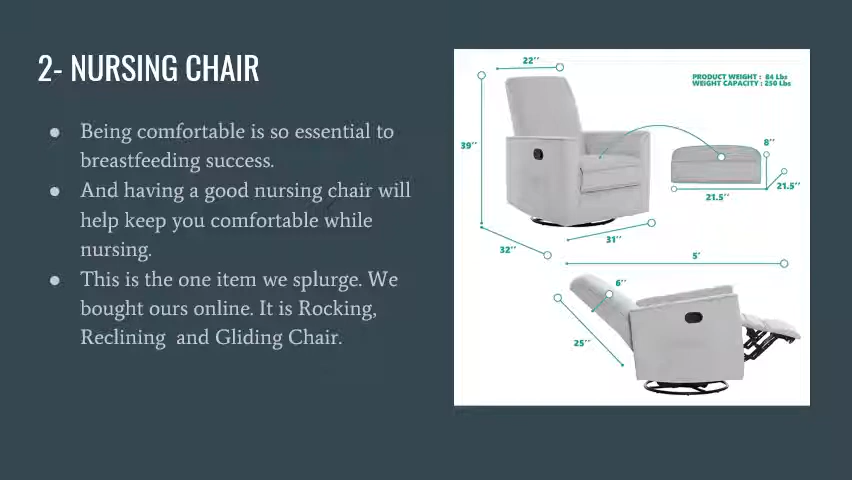 2- NURSING CHAIR
● Being comfortable is so essential to
breastfeeding success.
● And having a good nursing chair will
help keep you comfortable while
nursing.
● This is the one item we splurge. We
bought ours online. It is Rocking,
Reclining  and Gliding Chair.
22’’
PRODUCT WEIGHT : 84 Lbs
WEIGHT CAPACITY : 250 Lbs
39’’
8’’
21.5’’
21.5’’
31’’
32’’
5’
6’’
25’’